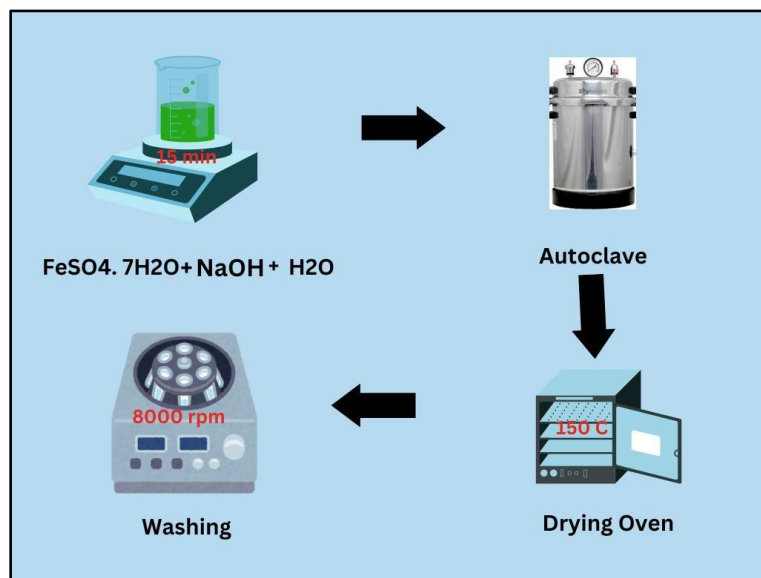 15 min
FeSO4. 7H2O+ NaOH + H2O
Autoclave
150 C
Drying Oven
8000 rpm
Washing